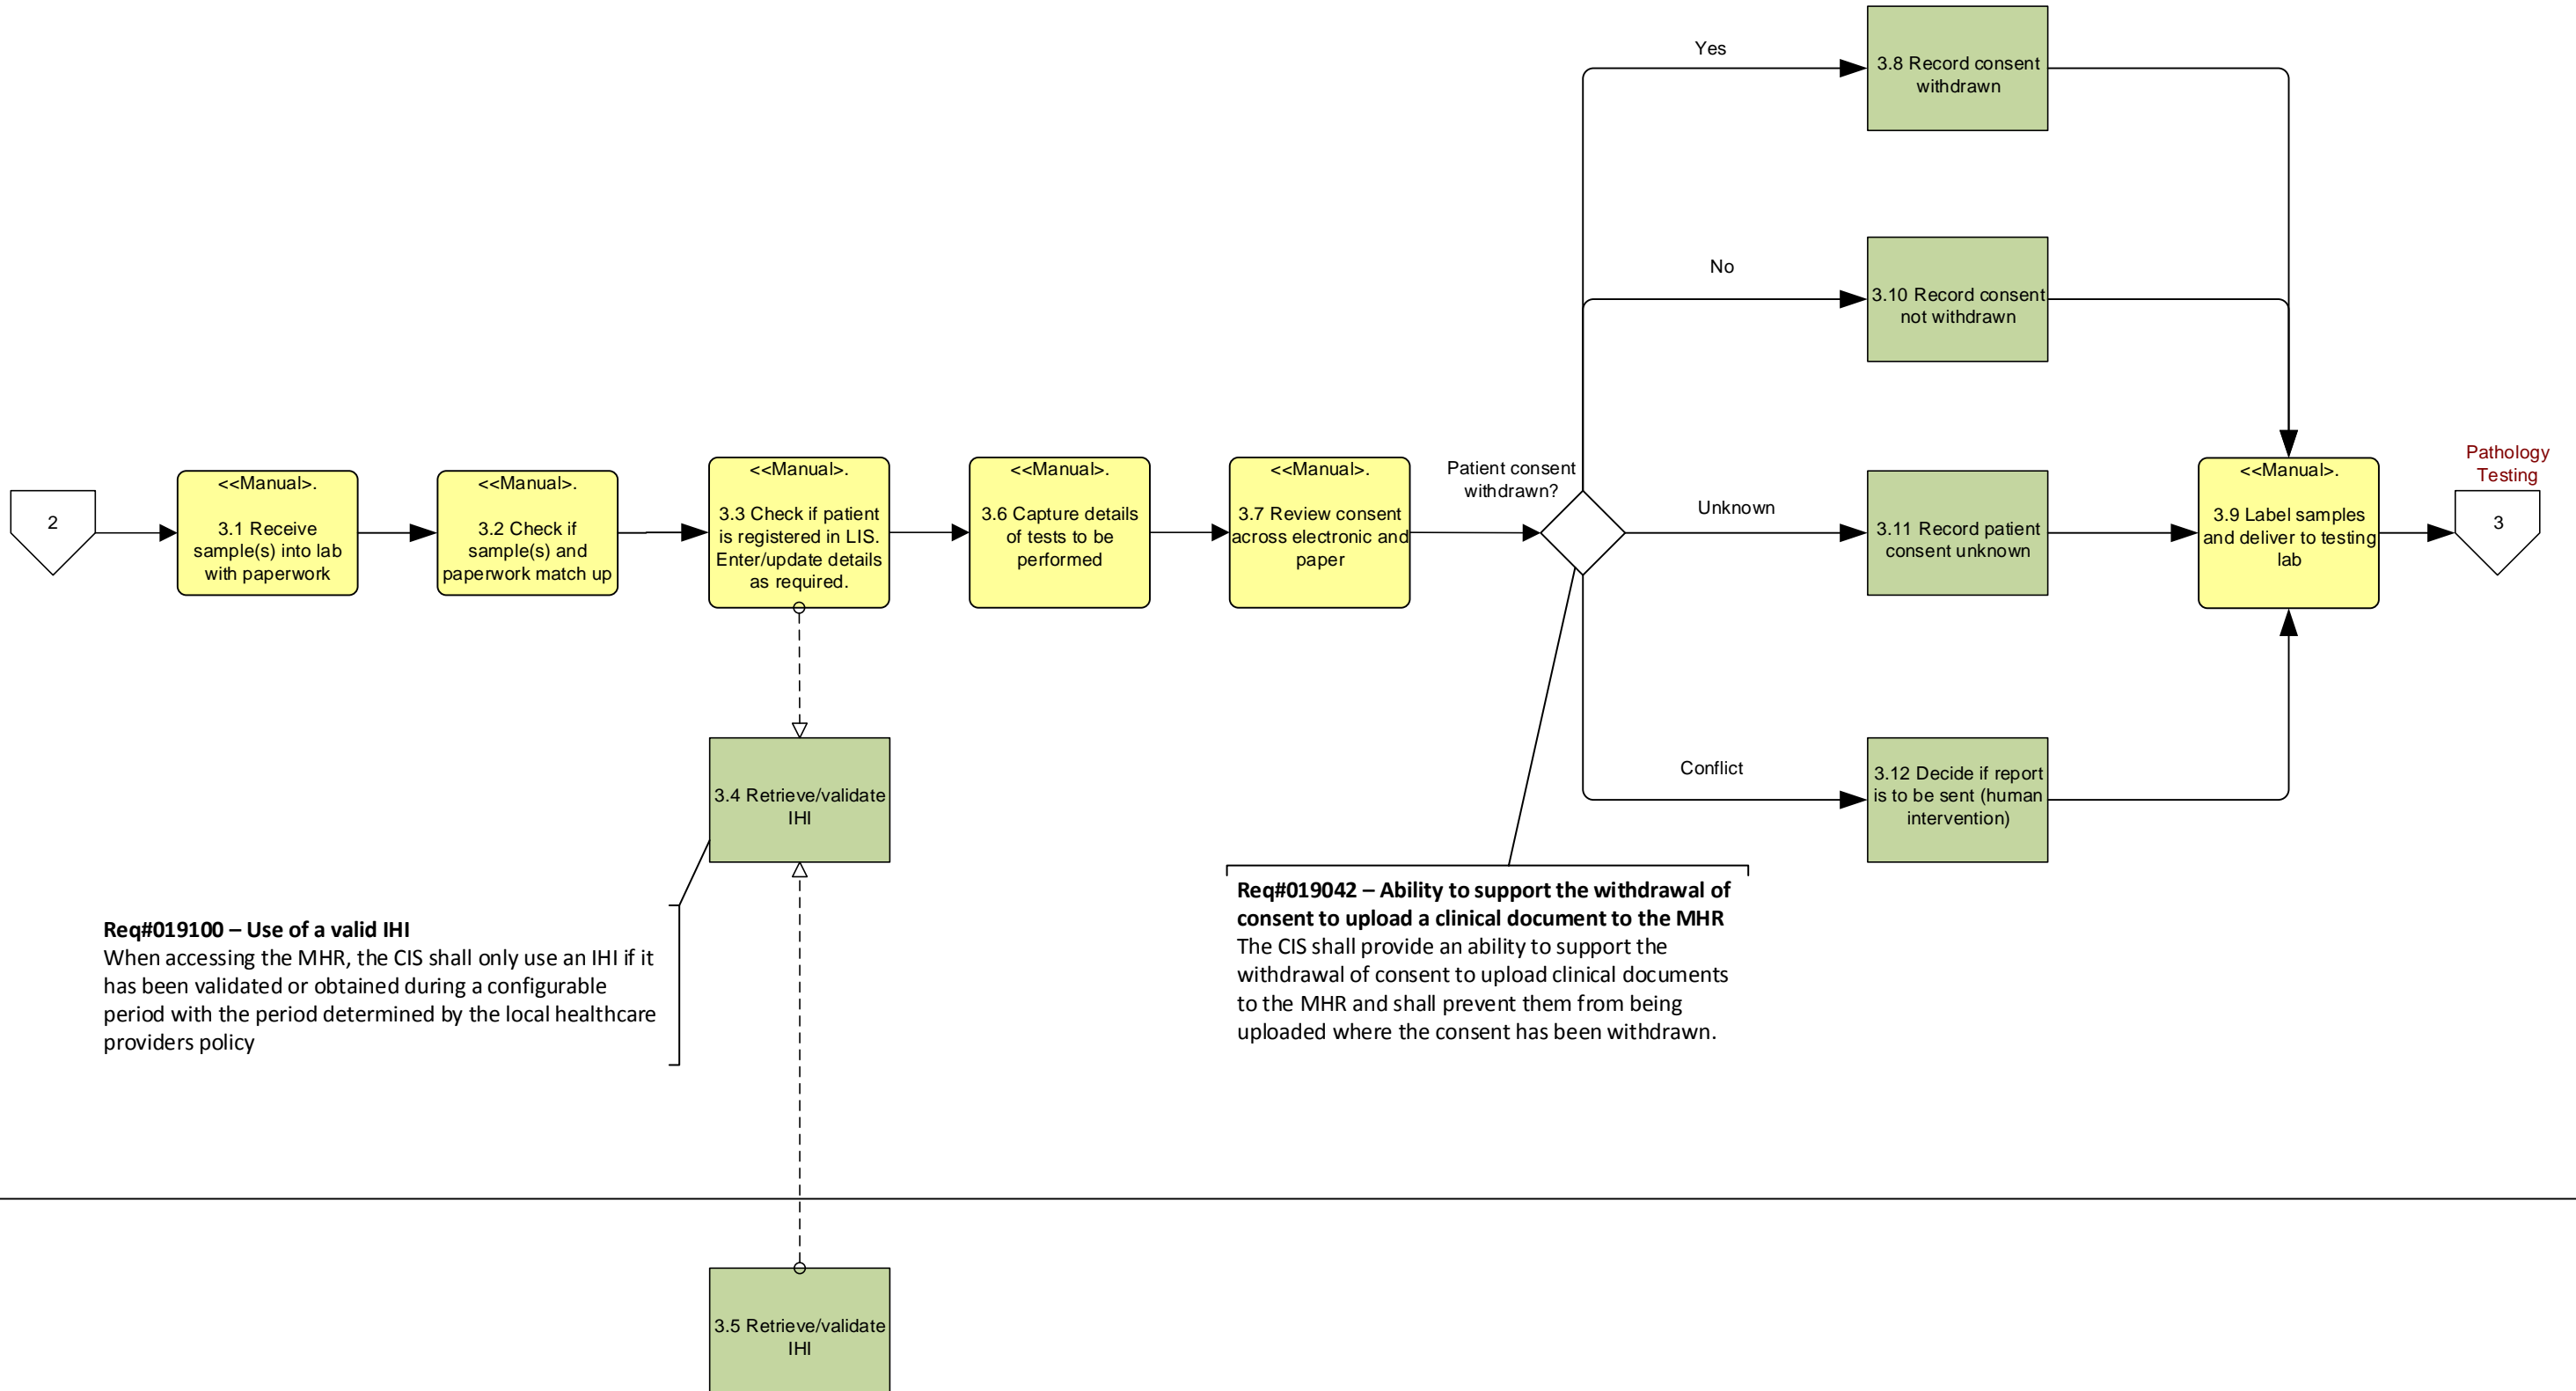 Yes
3.8 Record consent
withdrawn
No
3.10 Record consent
not withdrawn
2
<<Manual>.
3.1 Receive
sample(s) into lab
with paperwork
<<Manual>.
3.2 Check if
sample(s) and
paperwork match up
<<Manual>.
3.3 Check if patient
is registered in LIS.
Enter/update details
as required.
<<Manual>.
3.6 Capture details
of tests to be
performed
<<Manual>.
3.7 Review consent
across electronic and
paper
Patient consent
withdrawn?
Unknown
3.11 Record patient
consent unknown
<<Manual>.
3.9 Label samples
and deliver to testing
lab
Pathology
Testing
3
3.4 Retrieve/validate
IHI
Conflict
3.12 Decide if report
is to be sent (human
intervention)
Req#019100 – Use of a valid IHI
When accessing the MHR, the CIS shall only use an IHI if it
has been validated or obtained during a configurable
period with the period determined by the local healthcare
providers policy
Req#019042 – Ability to support the withdrawal of
consent to upload a clinical document to the MHR
The CIS shall provide an ability to support the
withdrawal of consent to upload clinical documents
to the MHR and shall prevent them from being
uploaded where the consent has been withdrawn.
3.5 Retrieve/validate
IHI